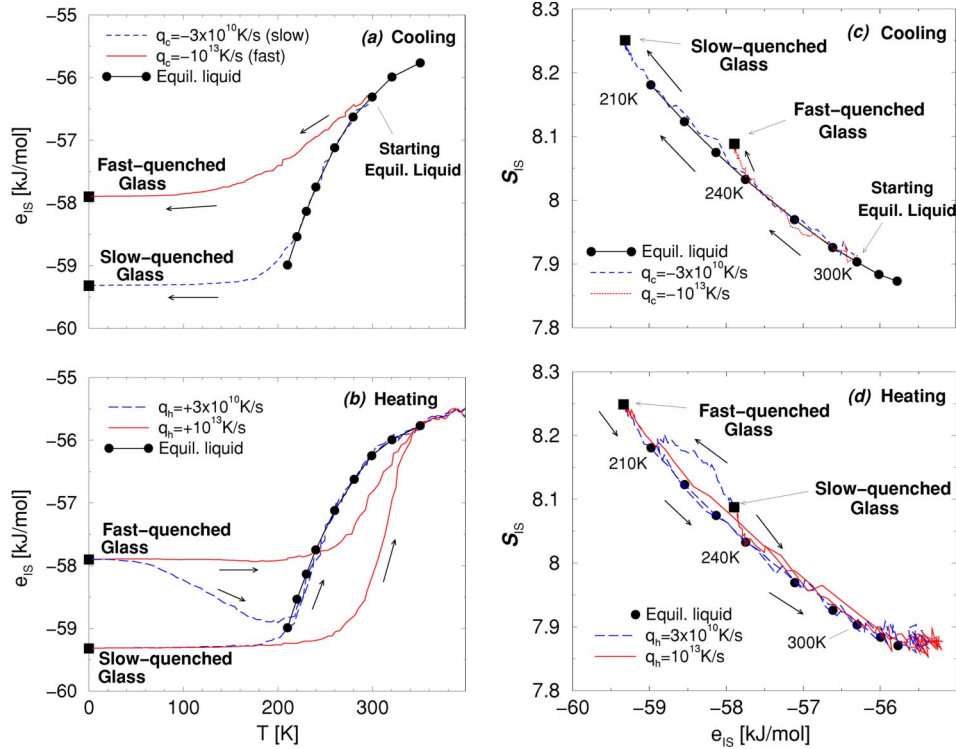 (a) Cooling
q_c=−3x10^10K/s (slow)
q_c=−10^13K/s (fast)
Equil. liquid
Fast−quenched
Glass
Starting
Equil. Liquid
Slow−quenched
Glass
e_IS [kJ/mol]
−55
−56
−57
−58
−59
−60
(c) Cooling
Slow−quenched
Glass
210K
Fast−quenched
Glass
240K
Starting
Equil. Liquid
300K
Equil. liquid
q_c=−3x10^10K/s
q_c=−10^13K/s
S_IS
8.3
8.2
8.1
8
7.9
7.8
(b) Heating
q_h=+3x10^10K/s
q_h=+10^13K/s
Equil. liquid
Fast−quenched
Glass
Slow−quenched
Glass
e_IS [kJ/mol]
−55
−56
−57
−58
−59
−60
0
100
200
300
T [K]
(d) Heating
Fast−quenched
Glass
210K
Slow−quenched
Glass
240K
300K
Equil. liquid
q_h=3x10^10K/s
q_h=10^13K/s
S_IS
8.3
8.2
8.1
8
7.9
7.8
−60
−59
−58
−57
−56
e_IS [kJ/mol]